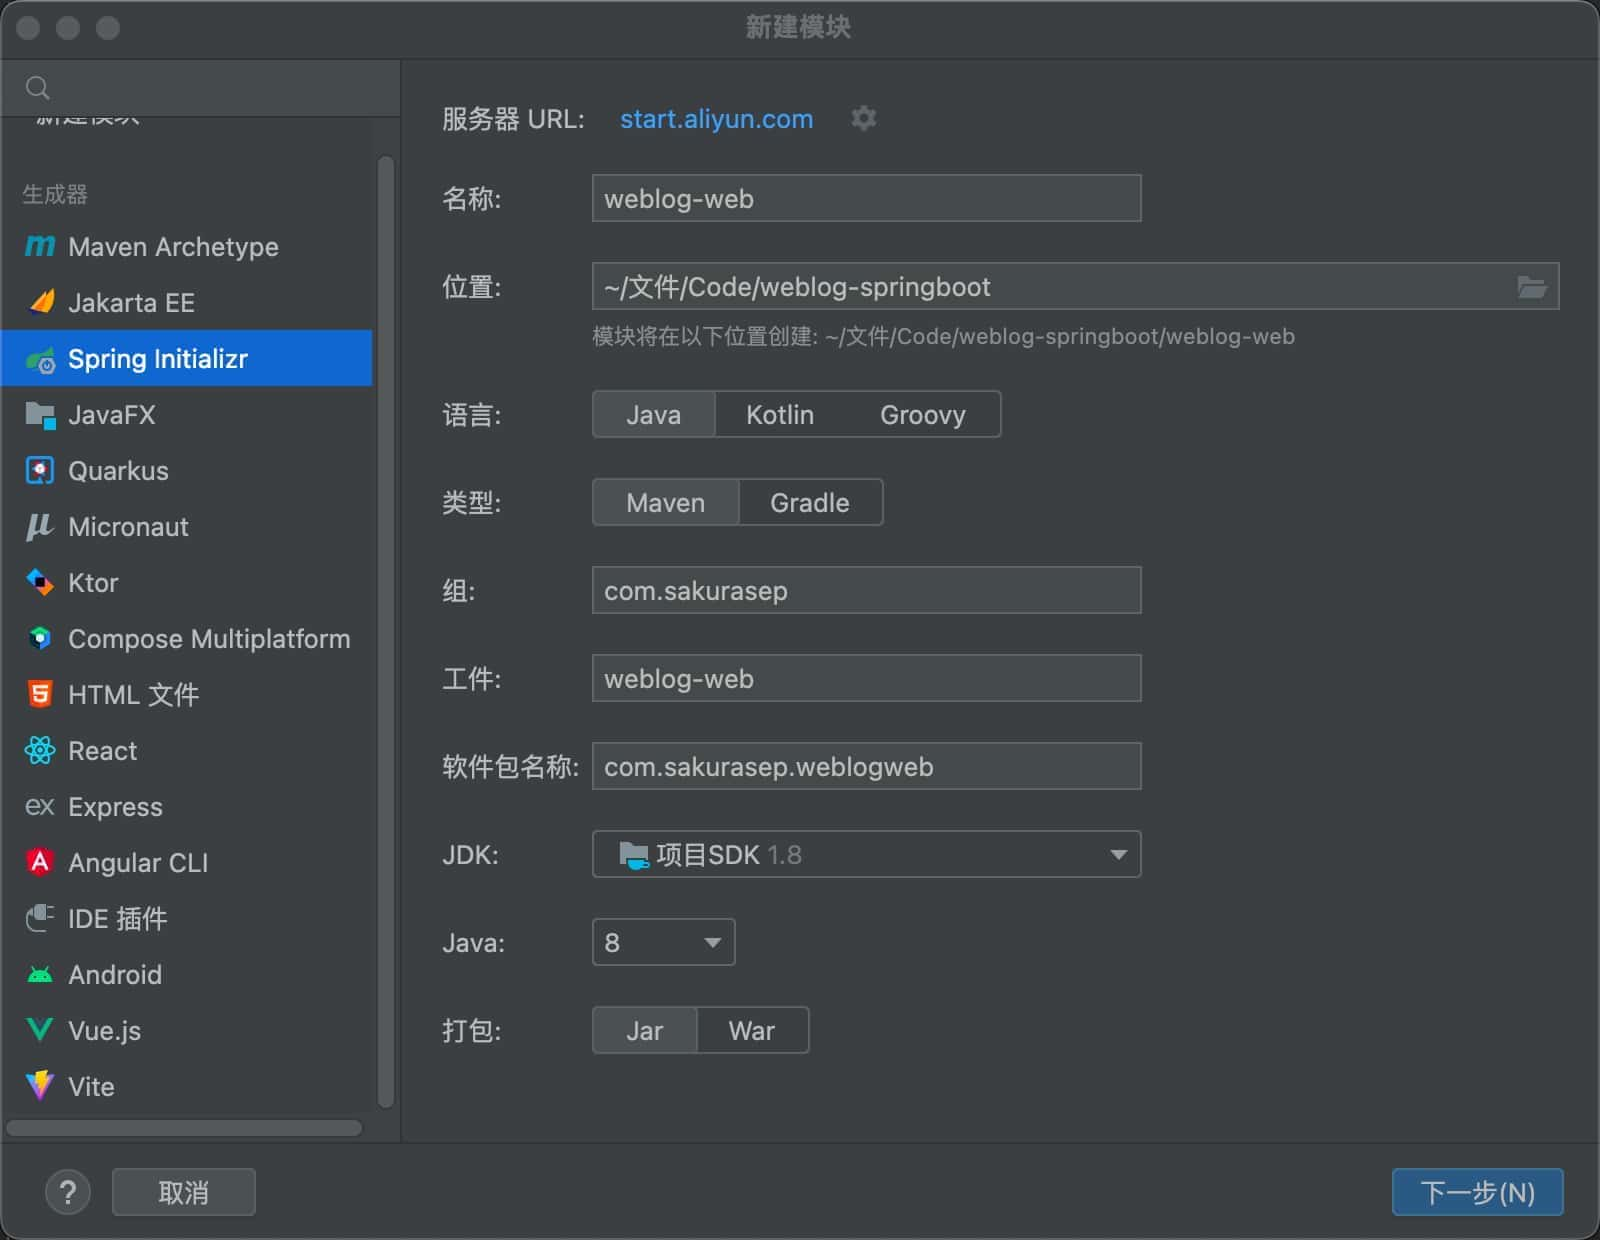 新建模块
新建模块
生成器
Maven Archetype
Jakarta EE
Spring Initializr
JavaFX
Quarkus
Micronaut
Ktor
Compose Multiplatform
HTML 文件
React
ex Express
Angular CLI
IDE 插件
Android
Vue.js
Vite
服务器 URL: start.aliyun.com
名称: weblog-web
位置: ~/文件/Code/weblog-springboot
模块将在以下位置创建: ~/文件/Code/weblog-springboot/weblog-web
语言: Java Kotlin Groovy
类型: Maven Gradle
组: com.sakurasep
工件: weblog-web
软件包名称: com.sakurasep.weblogweb
JDK: 项目SDK 1.8
Java: 8
打包: Jar War
? 取消 下一步(N)